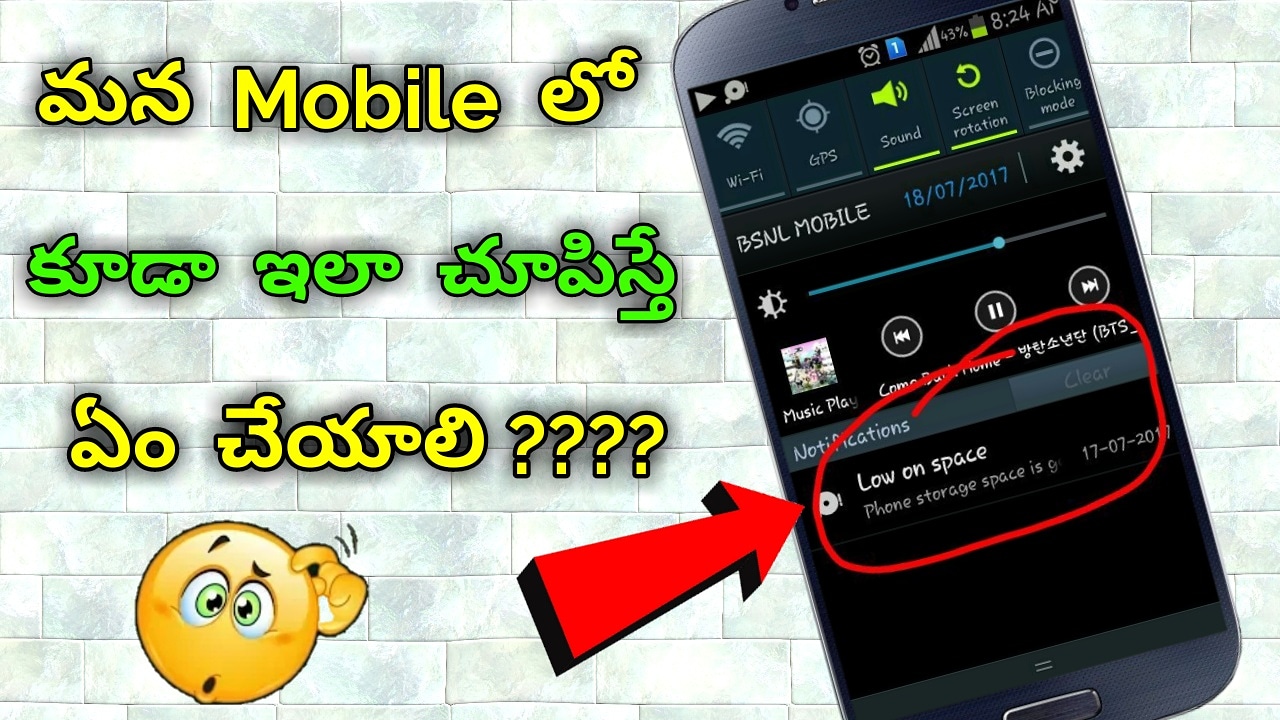 మన Mobile లో
కూడా ఇలా చూపిస్తే
ఏం చేయాలి ????
43% 8:24 AM
1
Wi-Fi
GPS
Sound
Screen rotation
Blocking mode
BSNL MOBILE 18/07/2017
Come Back Home - 방탄소년단 (BTS_
Music Play
Notifications Clear
Low on space
Phone storage space is g 17-07-2017